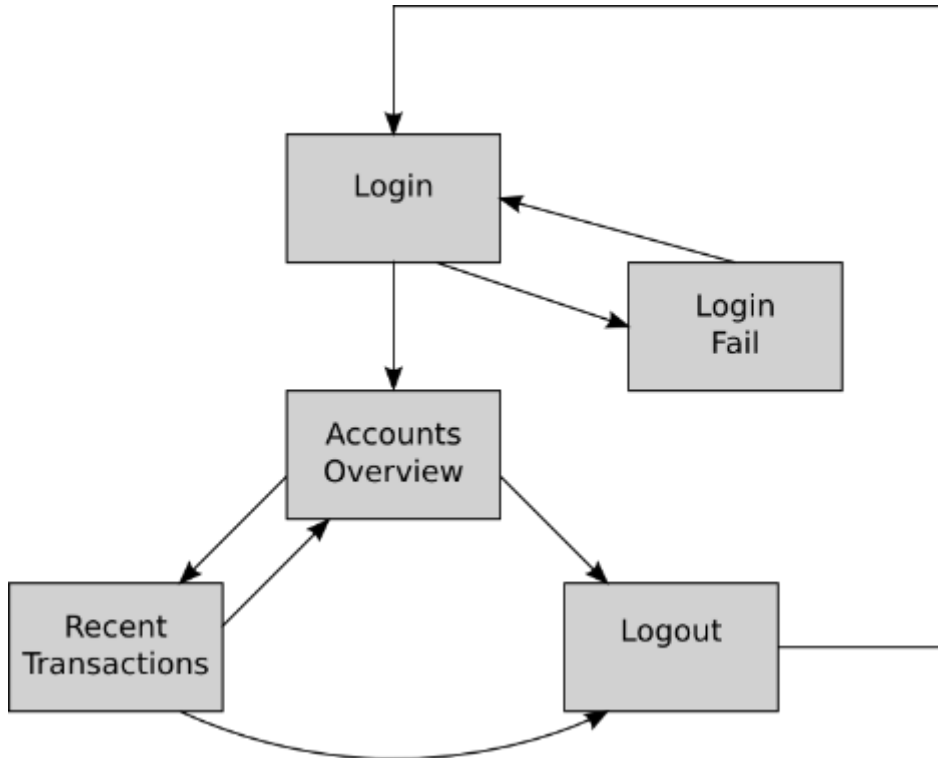 Login
Login
Fail
Accounts
Overview
Recent
Transactions
Logout